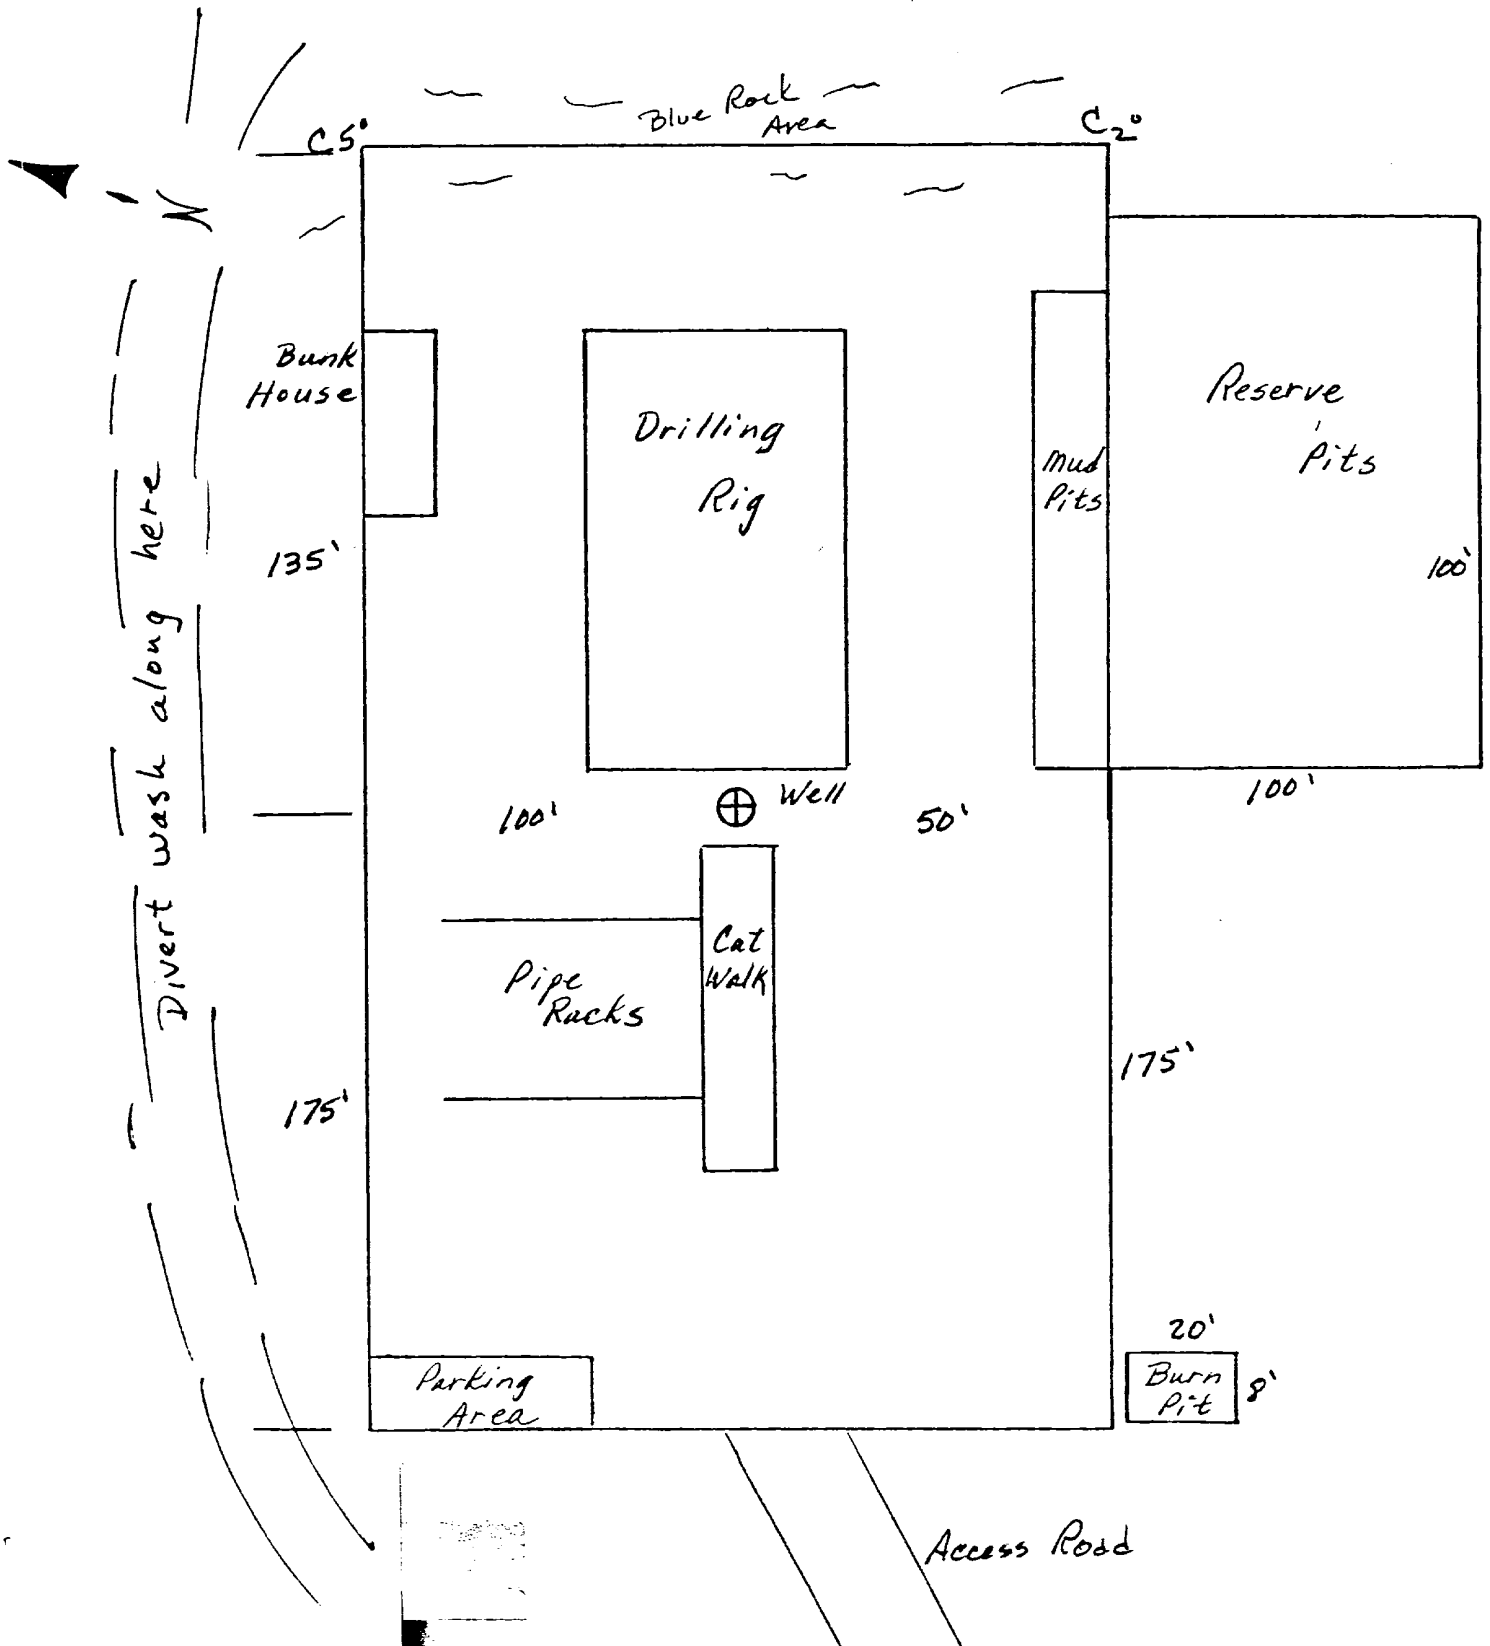 Blue Rock
Area
C5°
C2°
N
Bunk
House
Drilling
Rig
Mud
Pits
Reserve
Pits
100'
135'
Divert wash along here
100'
Well
50'
100'
Cat
Walk
Pipe
Racks
175'
175'
20'
Burn
Pit
8'
Parking
Area
Access Road